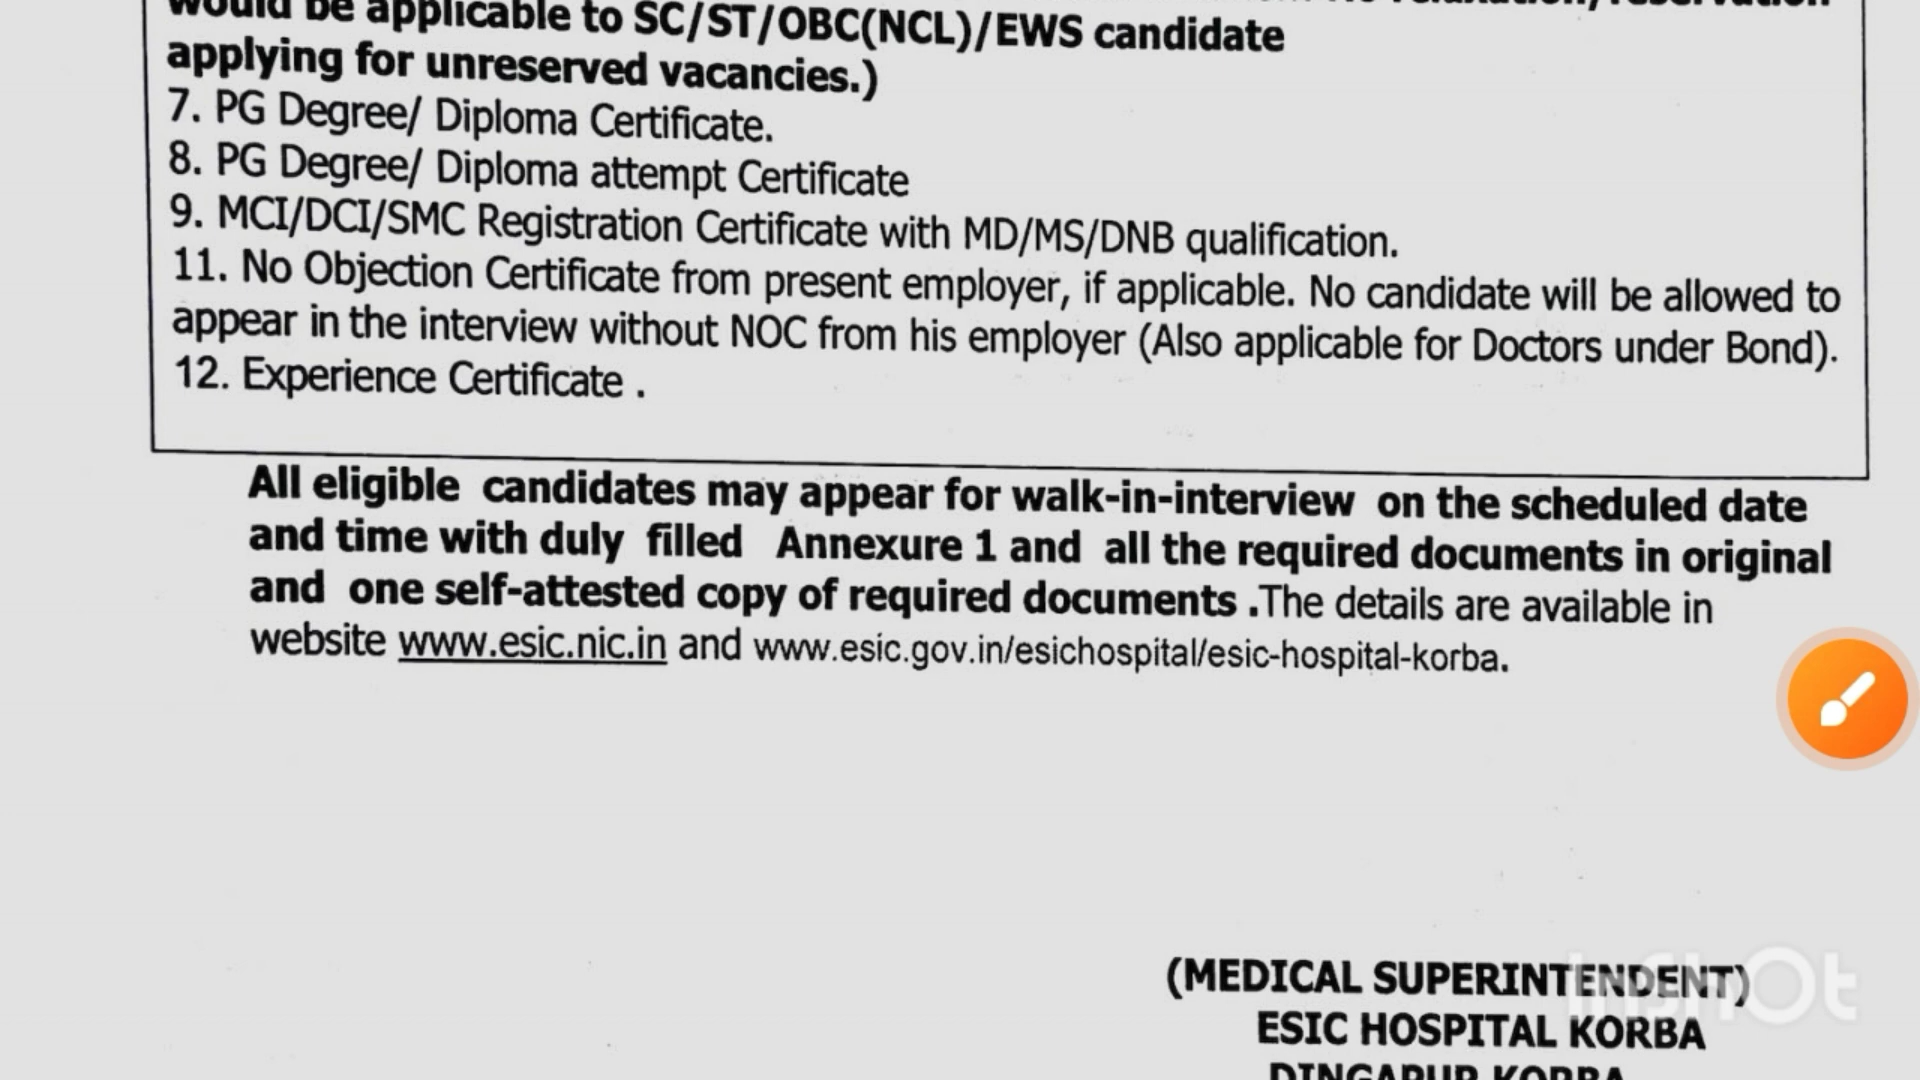 would be applicable to SC/ST/OBC(NCL)/EWS candidate
applying for unreserved vacancies.)
7. PG Degree/ Diploma Certificate.
8. PG Degree/ Diploma attempt Certificate
9. MCI/DCI/SMC Registration Certificate with MD/MS/DNB qualification.
11. No Objection Certificate from present employer, if applicable. No candidate will be allowed to
appear in the interview without NOC from his employer (Also applicable for Doctors under Bond).
12. Experience Certificate .
All eligible candidates may appear for walk-in-interview on the scheduled date
and time with duly filled Annexure 1 and all the required documents in original
and one self-attested copy of required documents .The details are available in
website www.esic.nic.in and www.esic.gov.in/esichospital/esic-hospital-korba.
(MEDICAL SUPERINTENDENT)
InShOt
ESIC HOSPITAL KORBA
DINGAPUR KORBA